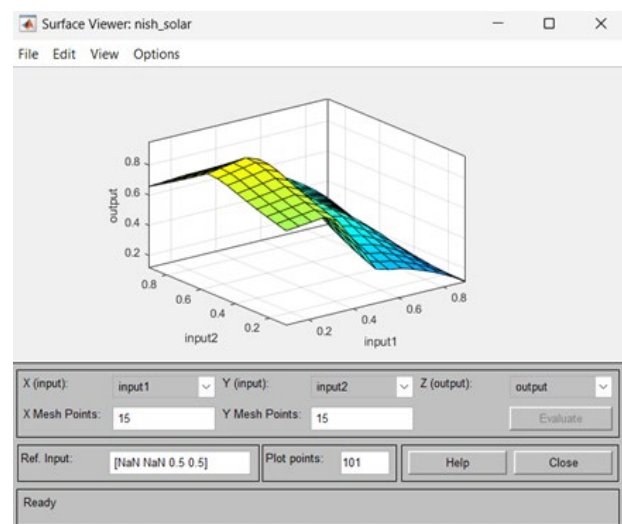 Surface Viewer: nish_solar
File Edit View Options
output
0.8
0.6
0.4
0.2
0.8
0.6
0.4
0.2
input2
0.2
0.4
0.6
0.8
input1
X (input): input1 Y (input): input2 Z (output): output
X Mesh Points: 15 Y Mesh Points: 15 Evaluate
Ref. Input: [NaN NaN 0.5 0.5] Plot points: 101 Help Close
Ready